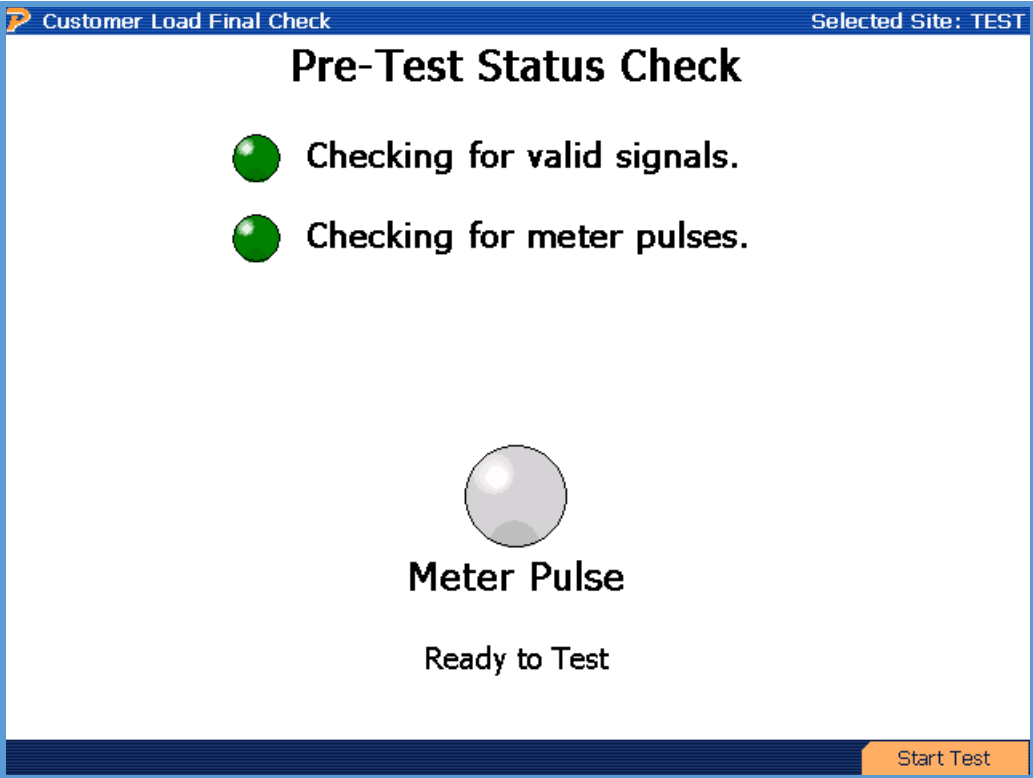 Customer Load Final Check
Selected Site: TEST
Pre-Test Status Check
Checking for valid signals.
Checking for meter pulses.
Meter Pulse
Ready to Test
Start Test